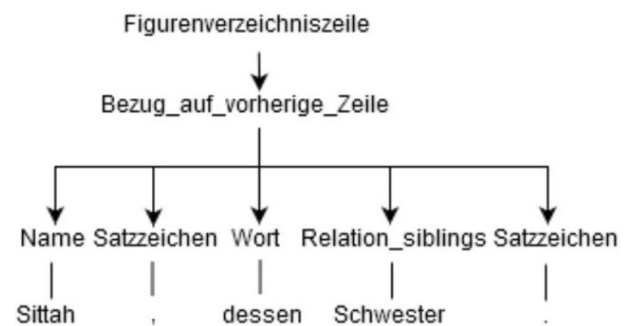 Figurenverzeichniszeile
Bezug_auf_vorherige_Zeile
Name Satzzeichen Wort Relation_siblings Satzzeichen
Sittah , dessen Schwester .